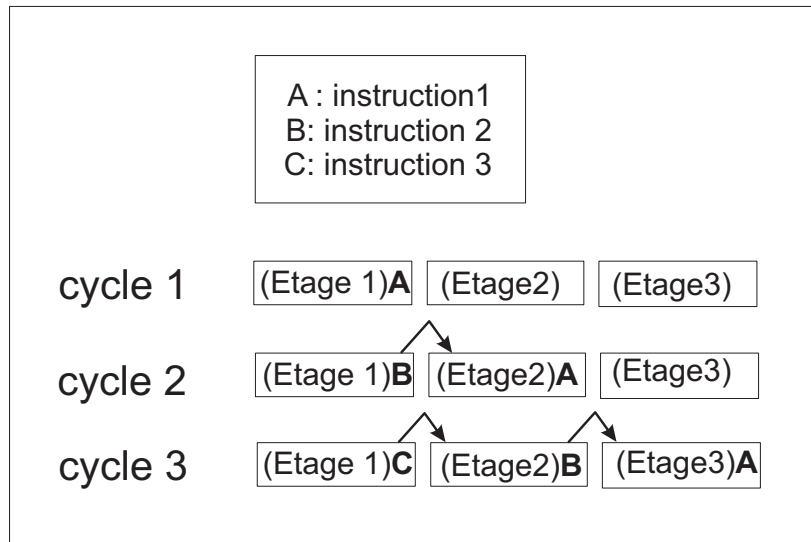 A : instruction1
B: instruction 2
C: instruction 3
cycle 1 (Etage 1)A (Etage2) (Etage3)
cycle 2 (Etage 1)B (Etage2)A (Etage3)
cycle 3 (Etage 1)C (Etage2)B (Etage3)A